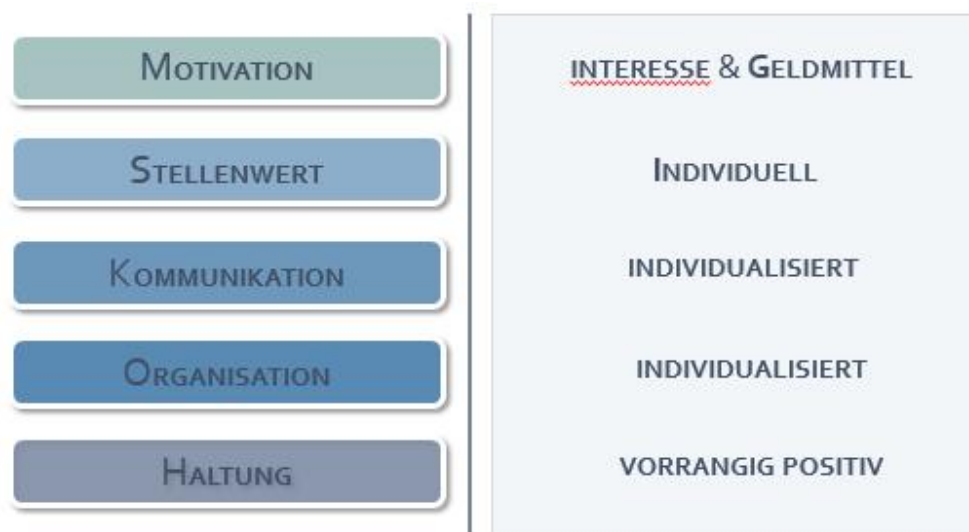 Motivation
interesse & Geldmittel
Stellenwert
Individuell
Kommunikation
individualisiert
Organisation
individualisiert
Haltung
vorrangig positiv